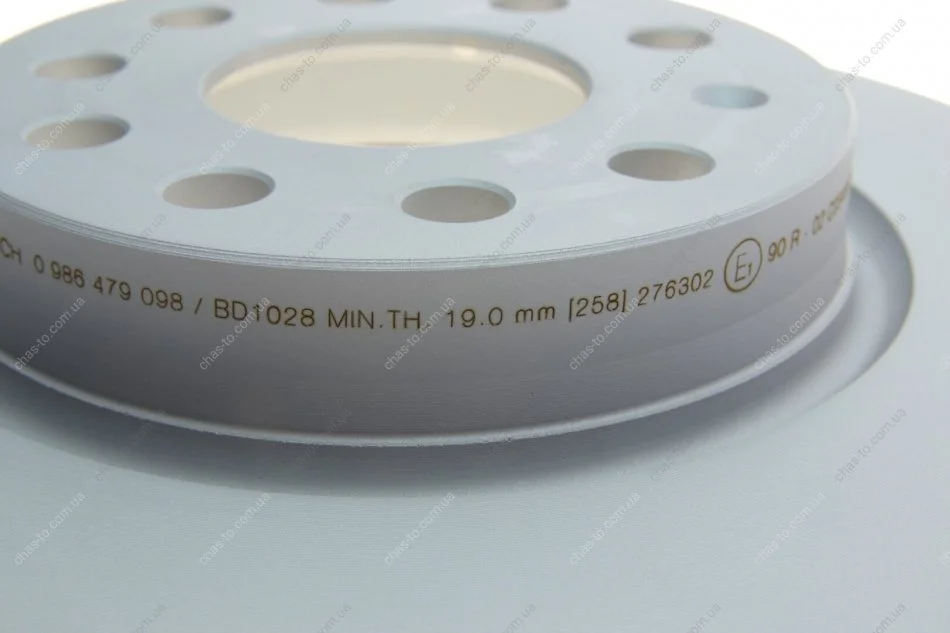 CH 0 986 479 098 / BD1028 MIN.TH. 19.0 mm [258] 276302 E1 90 R - 02
chas-to.com.ua